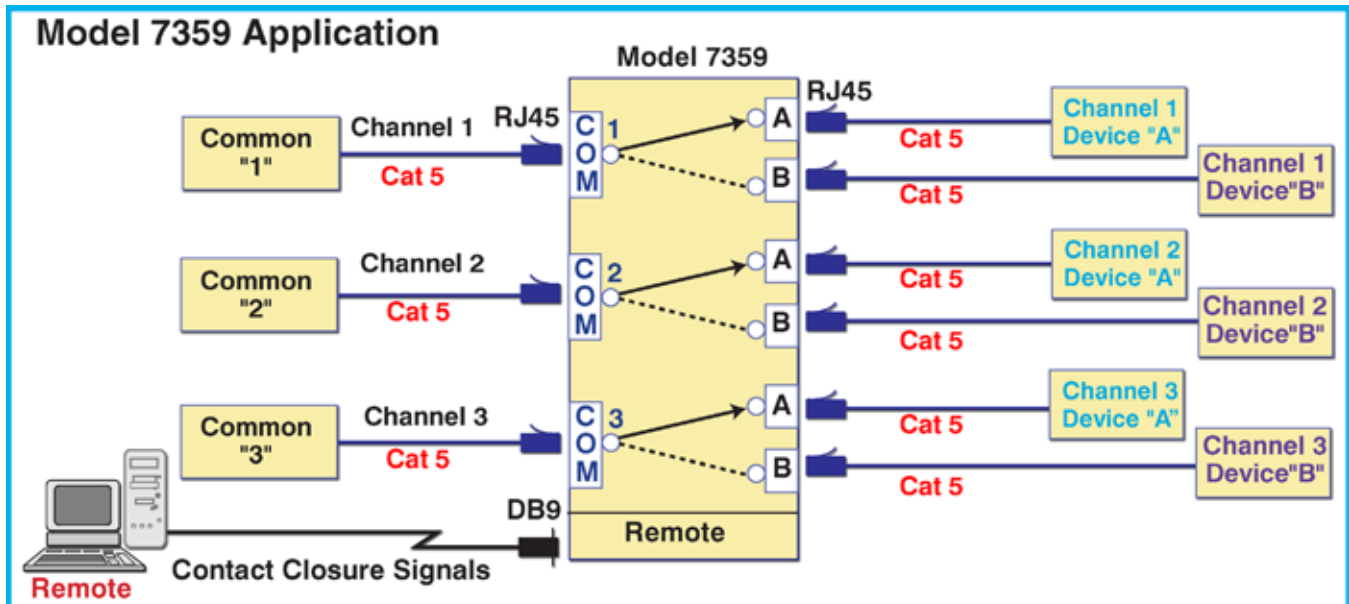 Model 7359 Application
Model 7359
Common
"1"
Channel 1
Cat 5
RJ45
COM
1
A
B
RJ45
Cat 5
Channel 1
Device "A"
Cat 5
Channel 1
Device"B"
Common
"2"
Channel 2
Cat 5
COM
2
A
B
Cat 5
Channel 2
Device "A"
Cat 5
Channel 2
Device"B"
Common
"3"
Channel 3
Cat 5
COM
3
A
B
Cat 5
Channel 3
Device "A"
Cat 5
Channel 3
Device"B"
DB9
Remote
Contact Closure Signals
Remote